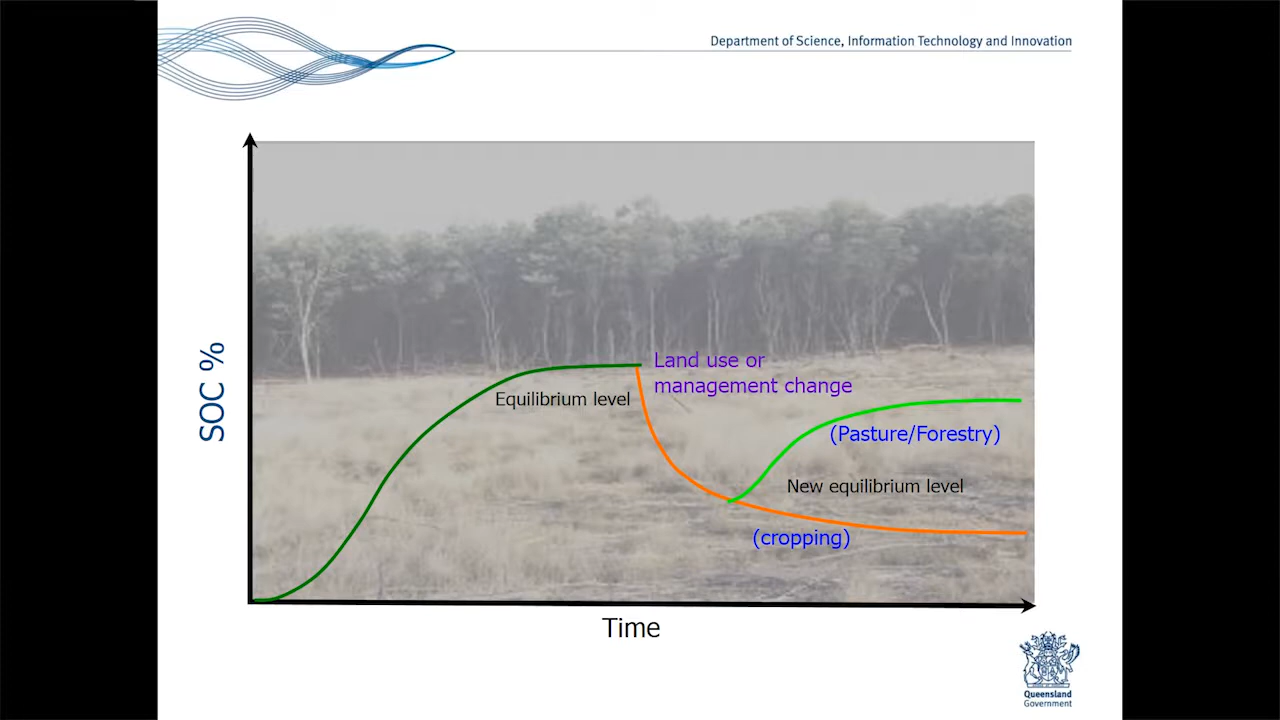 Department of Science, Information Technology and Innovation
SOC %
Land use or
management change
Equilibrium level
(Pasture/Forestry)
New equilibrium level
(cropping)
Time
Queensland
Government